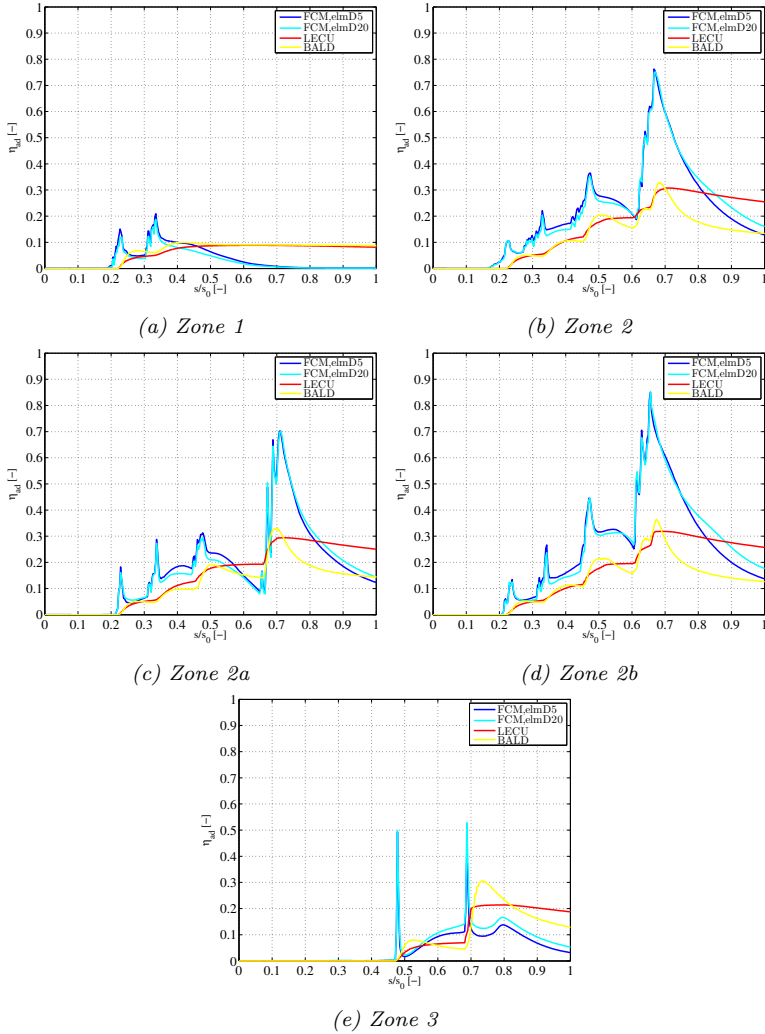 1
0.9
0.8
0.7
0.6
0.5
0.4
0.3
0.2
0.1
0
η_ad [−]
0 0.1 0.2 0.3 0.4 0.5 0.6 0.7 0.8 0.9 1
s/s_0 [−]
FCM,elmD5
FCM,elmD20
LECU
BALD
(a) Zone 1
1
0.9
0.8
0.7
0.6
0.5
0.4
0.3
0.2
0.1
0
η_ad [−]
0 0.1 0.2 0.3 0.4 0.5 0.6 0.7 0.8 0.9 1
s/s_0 [−]
FCM,elmD5
FCM,elmD20
LECU
BALD
(b) Zone 2
1
0.9
0.8
0.7
0.6
0.5
0.4
0.3
0.2
0.1
0
η_ad [−]
0 0.1 0.2 0.3 0.4 0.5 0.6 0.7 0.8 0.9 1
s/s_0 [−]
FCM,elmD5
FCM,elmD20
LECU
BALD
(c) Zone 2a
1
0.9
0.8
0.7
0.6
0.5
0.4
0.3
0.2
0.1
0
η_ad [−]
0 0.1 0.2 0.3 0.4 0.5 0.6 0.7 0.8 0.9 1
s/s_0 [−]
FCM,elmD5
FCM,elmD20
LECU
BALD
(d) Zone 2b
1
0.9
0.8
0.7
0.6
0.5
0.4
0.3
0.2
0.1
0
η_ad [−]
0 0.1 0.2 0.3 0.4 0.5 0.6 0.7 0.8 0.9 1
s/s_0 [−]
FCM,elmD5
FCM,elmD20
LECU
BALD
(e) Zone 3